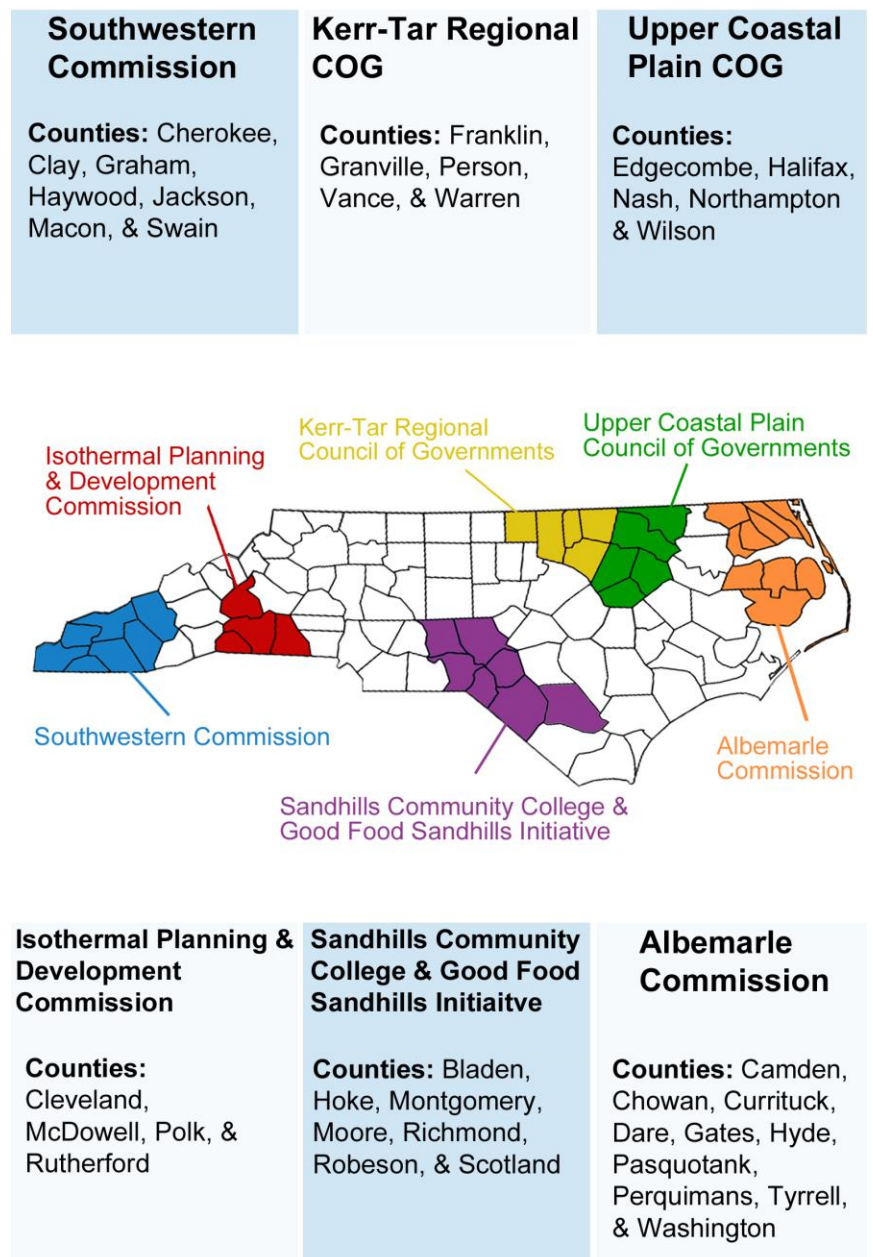 Southwestern
Commission
Counties: Cherokee,
Clay, Graham,
Haywood, Jackson,
Macon, & Swain
Kerr-Tar Regional
COG
Counties: Franklin,
Granville, Person,
Vance, & Warren
Upper Coastal
Plain COG
Counties:
Edgecombe, Halifax,
Nash, Northampton
& Wilson
Isothermal Planning
& Development
Commission
Kerr-Tar Regional
Council of Governments
Upper Coastal Plain
Council of Governments
Southwestern Commission
Sandhills Community College &
Good Food Sandhills Initiative
Albemarle
Commission
Isothermal Planning &
Development
Commission
Counties:
Cleveland,
McDowell, Polk, &
Rutherford
Sandhills Community
College & Good Food
Sandhills Initiaitve
Counties: Bladen,
Hoke, Montgomery,
Moore, Richmond,
Robeson, & Scotland
Albemarle
Commission
Counties: Camden,
Chowan, Currituck,
Dare, Gates, Hyde,
Pasquotank,
Perquimans, Tyrrell,
& Washington